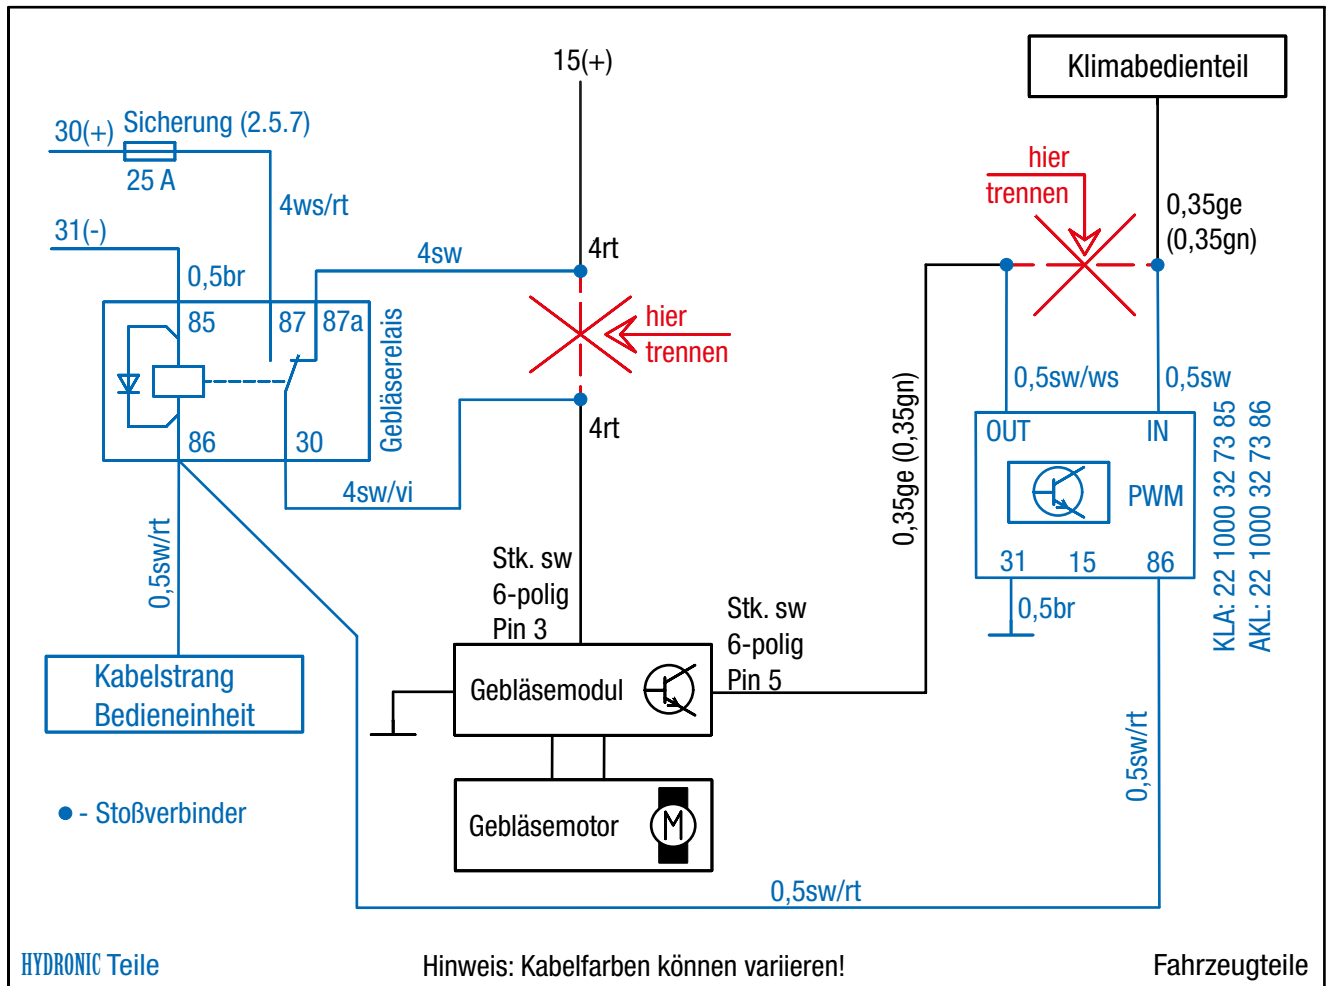 15(+)
Klimabedienteil
30(+)
Sicherung (2.5.7)
25 A
4ws/rt
31(-)
0,5br
4sw
4rt
hier
trennen
hier
trennen
0,35ge
(0,35gn)
85
87
87a
86
30
Gebläserelais
4rt
4sw/vi
0,5sw/rt
0,5sw/ws
0,5sw
0,35ge (0,35gn)
OUT
IN
PWM
31
15
86
KLA: 22 1000 32 73 85
AKL: 22 1000 32 73 86
0,5br
Stk. sw
6-polig
Pin 3
Stk. sw
6-polig
Pin 5
Kabelstrang
Bedieneinheit
Gebläsemodul
0,5sw/rt
● - Stoßverbinder
Gebläsemotor
M
0,5sw/rt
HYDRONIC Teile
Hinweis: Kabelfarben können variieren!
Fahrzeugteile